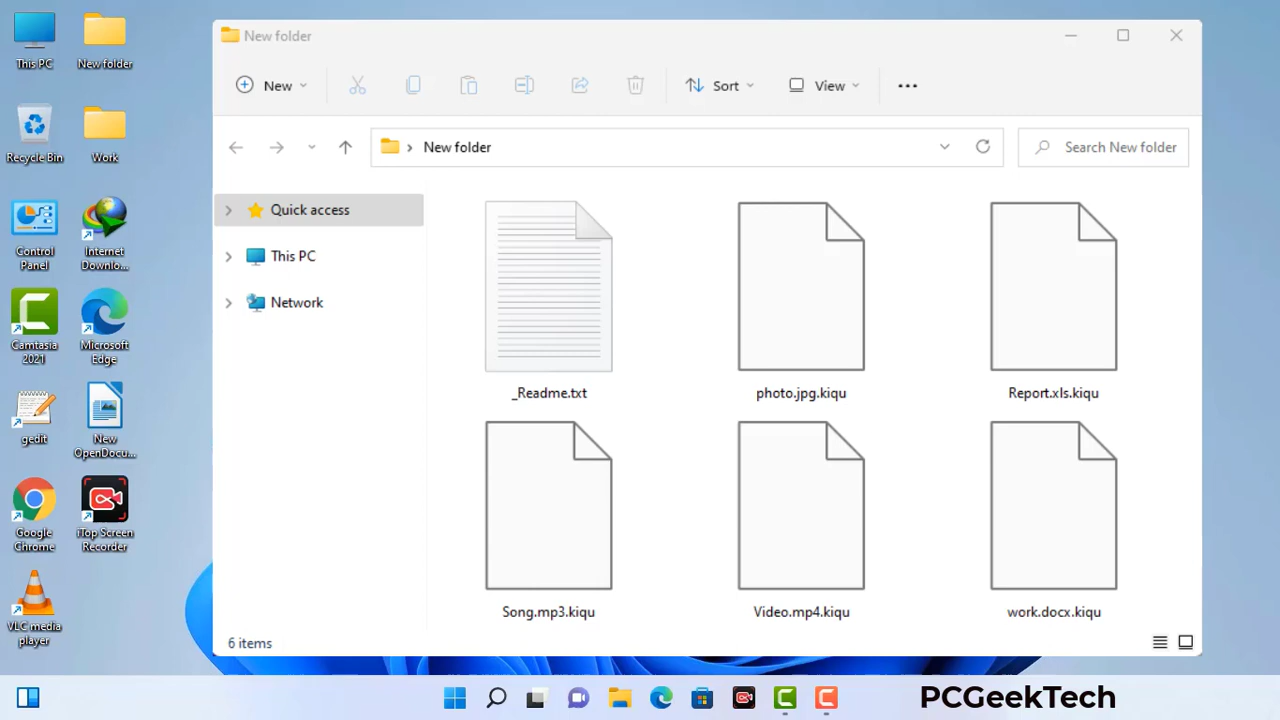 This PC
New folder
Recycle Bin
Work
Control
Panel
Internet
Downlo...
Camtasia
2021
Microsoft
Edge
gedit
New
OpenDocu...
Google
Chrome
iTop Screen
Recorder
VLC media
player
New folder
New
Sort
View
New folder
Search New folder
Quick access
This PC
Network
_Readme.txt
photo.jpg.kiqu
Report.xls.kiqu
Song.mp3.kiqu
Video.mp4.kiqu
work.docx.kiqu
6 items
PCGeekTech